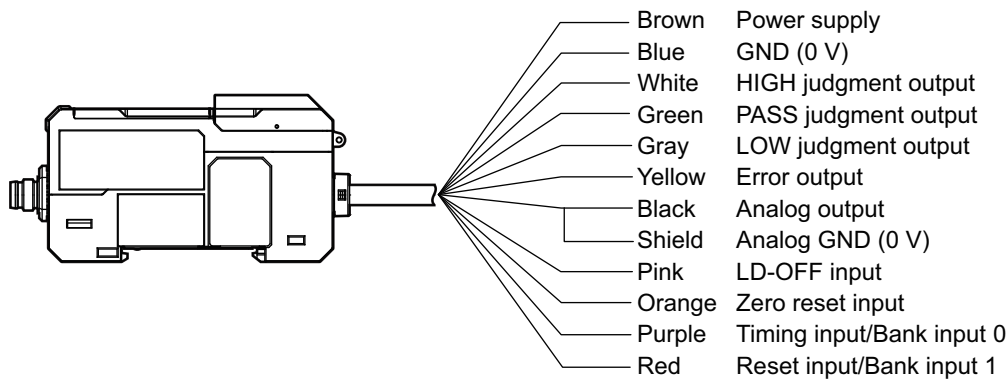 Brown Power supply
Blue GND (0 V)
White HIGH judgment output
Green PASS judgment output
Gray LOW judgment output
Yellow Error output
Black Analog output
Shield Analog GND (0 V)
Pink LD-OFF input
Orange Zero reset input
Purple Timing input/Bank input 0
Red Reset input/Bank input 1